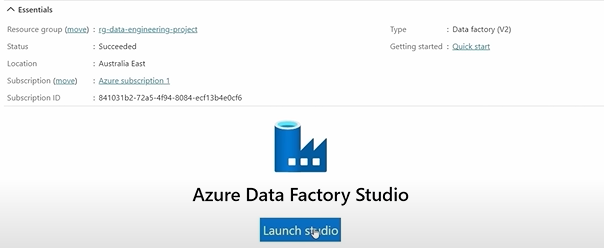 Essentials
Resource group (move) : rg-data-engineering-project
Type : Data factory (V2)
Status : Succeeded
Getting started : Quick start
Location : Australia East
Subscription (move) : Azure subscription 1
Subscription ID : 841031b2-72a5-4f94-8084-ecf13b4e0cf6
Azure Data Factory Studio
Launch studio